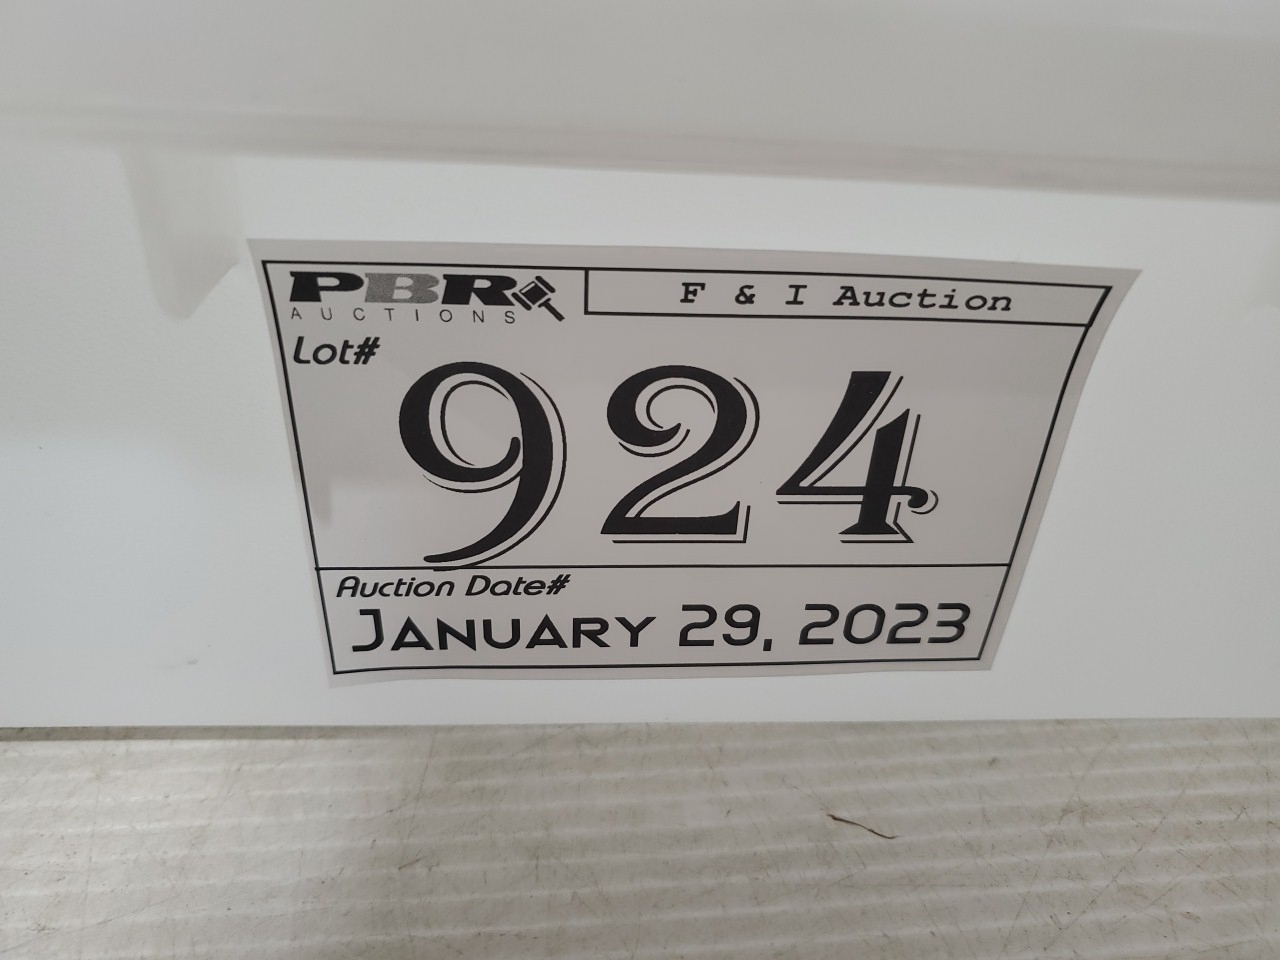 PBR
AUCTIONS
F & I Auction
Lot#
924
Auction Date#
JANUARY 29, 2023